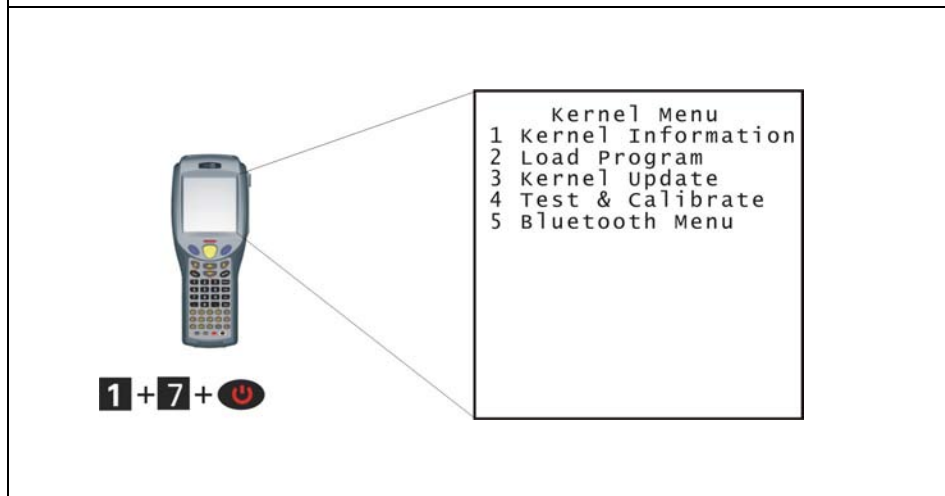 Kernel Menu
1 Kernel Information
2 Load Program
3 Kernel Update
4 Test & Calibrate
5 Bluetooth Menu
1+7+